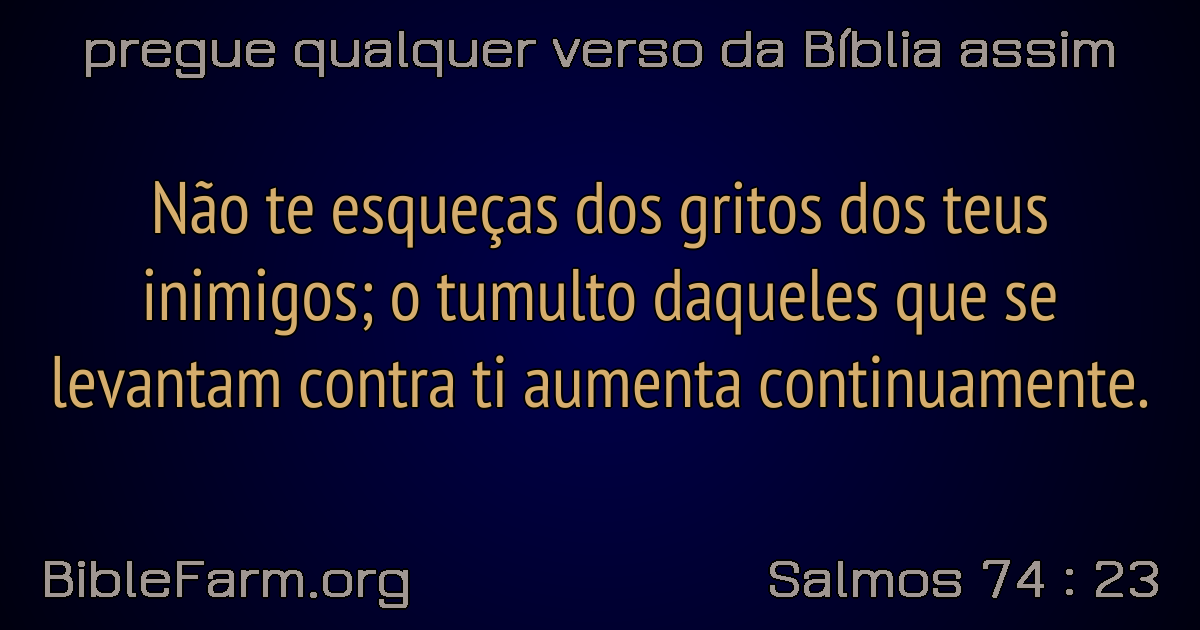 pregue qualquer verso da Bíblia assim
Não te esqueças dos gritos dos teus
inimigos; o tumulto daqueles que se
levantam contra ti aumenta continuamente.
BibleFarm.org
Salmos 74 : 23